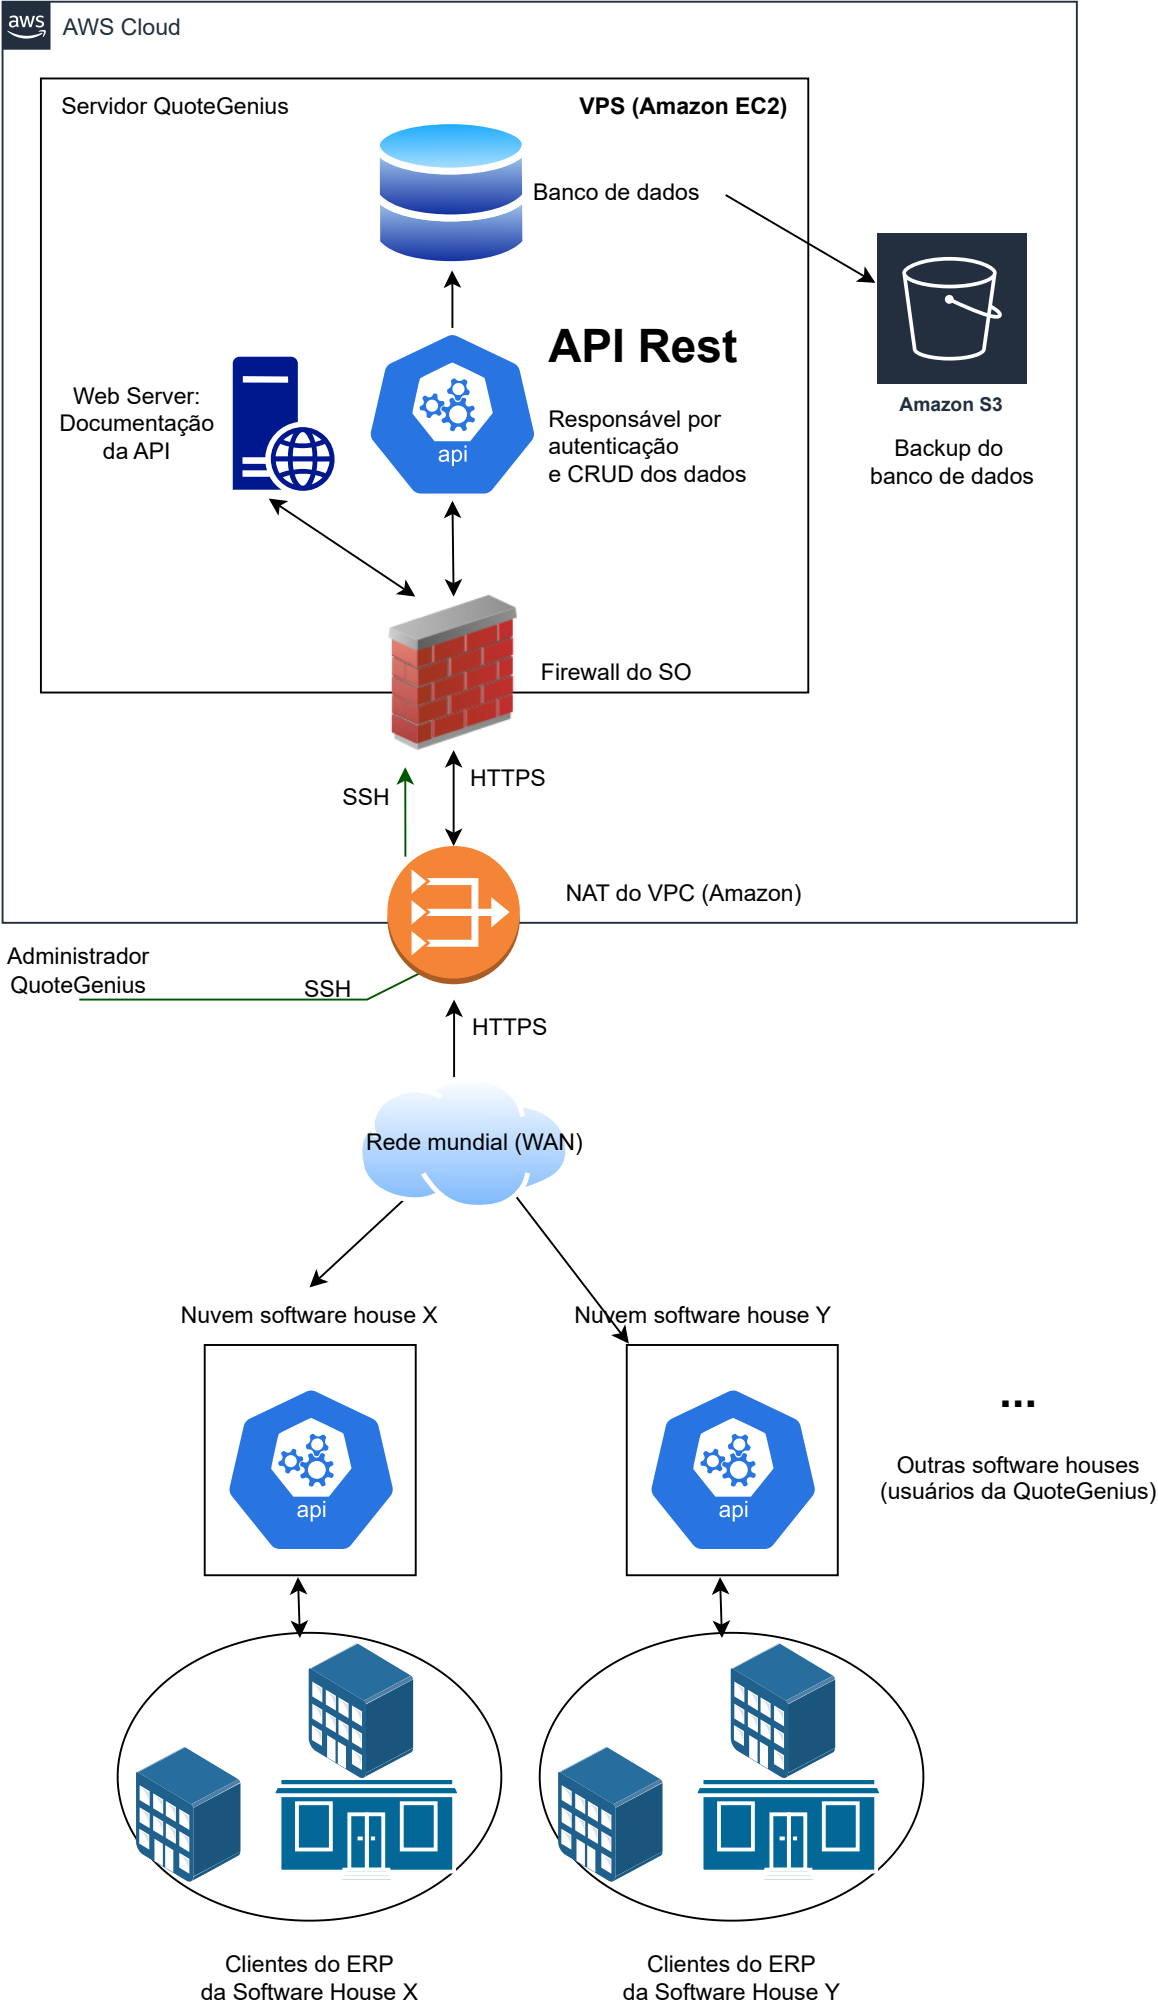 aws
AWS Cloud
Servidor QuoteGenius
VPS (Amazon EC2)
Banco de dados
API Rest
Responsável por
autenticação
e CRUD dos dados
Web Server:
Documentação
da API
api
Amazon S3
Backup do
banco de dados
Firewall do SO
SSH
HTTPS
NAT do VPC (Amazon)
Administrador
QuoteGenius
SSH
HTTPS
Rede mundial (WAN)
Nuvem software house X
Nuvem software house Y
api
api
...
Outras software houses
(usuários da QuoteGenius)
Clientes do ERP
da Software House X
Clientes do ERP
da Software House Y